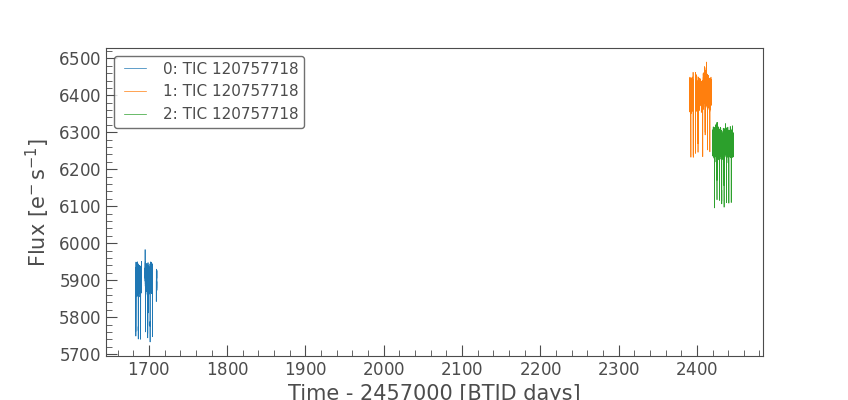 6500
6400
6300
6200
6100
6000
5900
5800
5700
Flux [e⁻ s⁻¹]
0: TIC 120757718
1: TIC 120757718
2: TIC 120757718
1700 1800 1900 2000 2100 2200 2300 2400
Time - 2457000 [BTJD days]